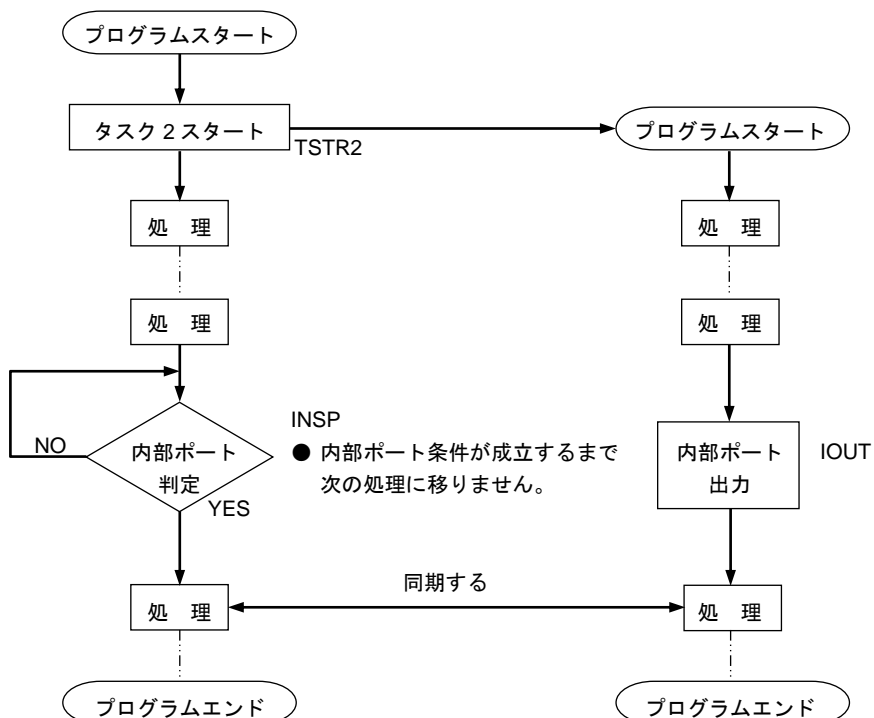 プログラムスタート
タスク2スタート
TSTR2
プログラムスタート
処 理
処 理
処 理
処 理
NO
内部ポート
判定
YES
INSP
● 内部ポート条件が成立するまで
次の処理に移りません。
内部ポート
出力
IOUT
同期する
処 理
処 理
プログラムエンド
プログラムエンド